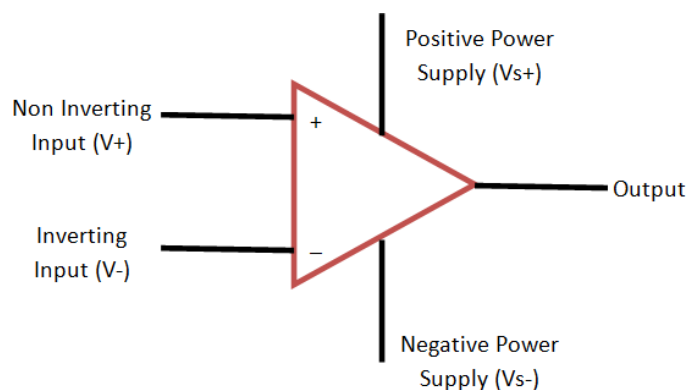 Positive Power
Supply (Vs+)
Non Inverting
Input (V+)
+
Output
Inverting
Input (V-)
–
Negative Power
Supply (Vs-)